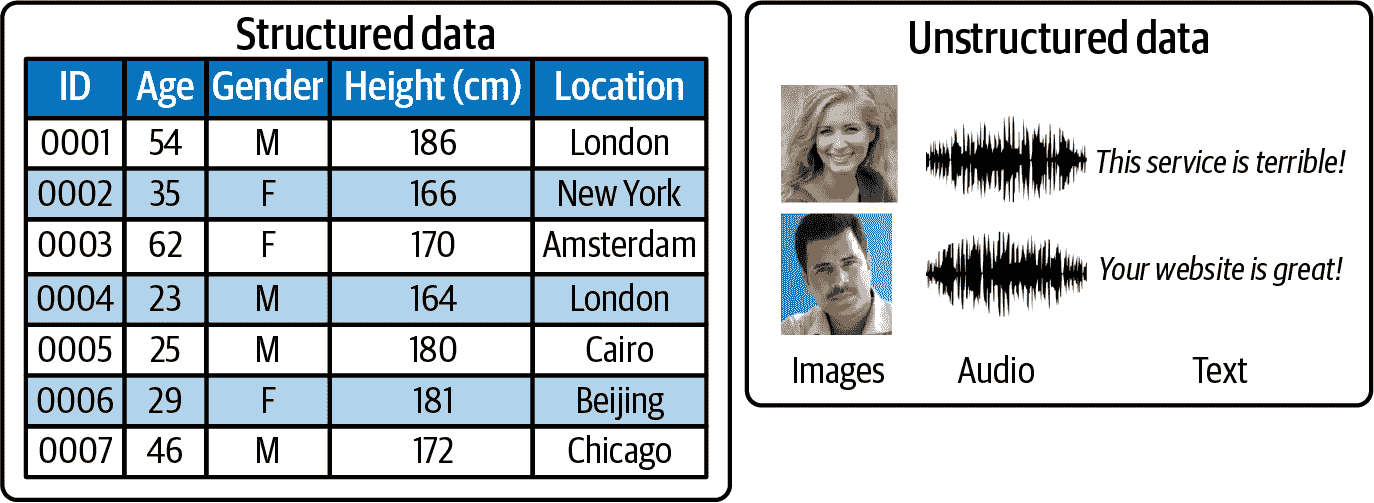 Structured data
ID Age Gender Height (cm) Location
0001 54 M 186 London
0002 35 F 166 New York
0003 62 F 170 Amsterdam
0004 23 M 164 London
0005 25 M 180 Cairo
0006 29 F 181 Beijing
0007 46 M 172 Chicago
Unstructured data
This service is terrible!
Your website is great!
Images Audio Text